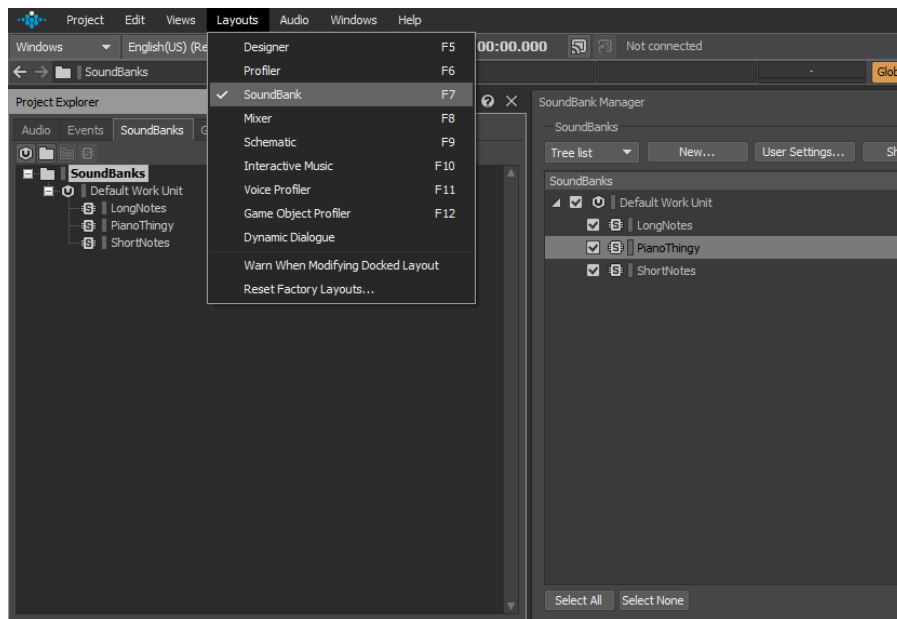 Project Edit Views Layouts Audio Windows Help
Windows English(US) 00:00.000 Not connected
SoundBanks -
Project Explorer
Audio Events SoundBanks
SoundBanks
Default Work Unit
LongNotes
PianoThingy
ShortNotes
Designer F5
Profiler F6
SoundBank F7
Mixer F8
Schematic F9
Interactive Music F10
Voice Profiler F11
Game Object Profiler F12
Dynamic Dialogue
Warn When Modifying Docked Layout
Reset Factory Layouts...
SoundBank Manager
SoundBanks
Tree list New... User Settings...
SoundBanks
Default Work Unit
LongNotes
PianoThingy
ShortNotes
Select All Select None